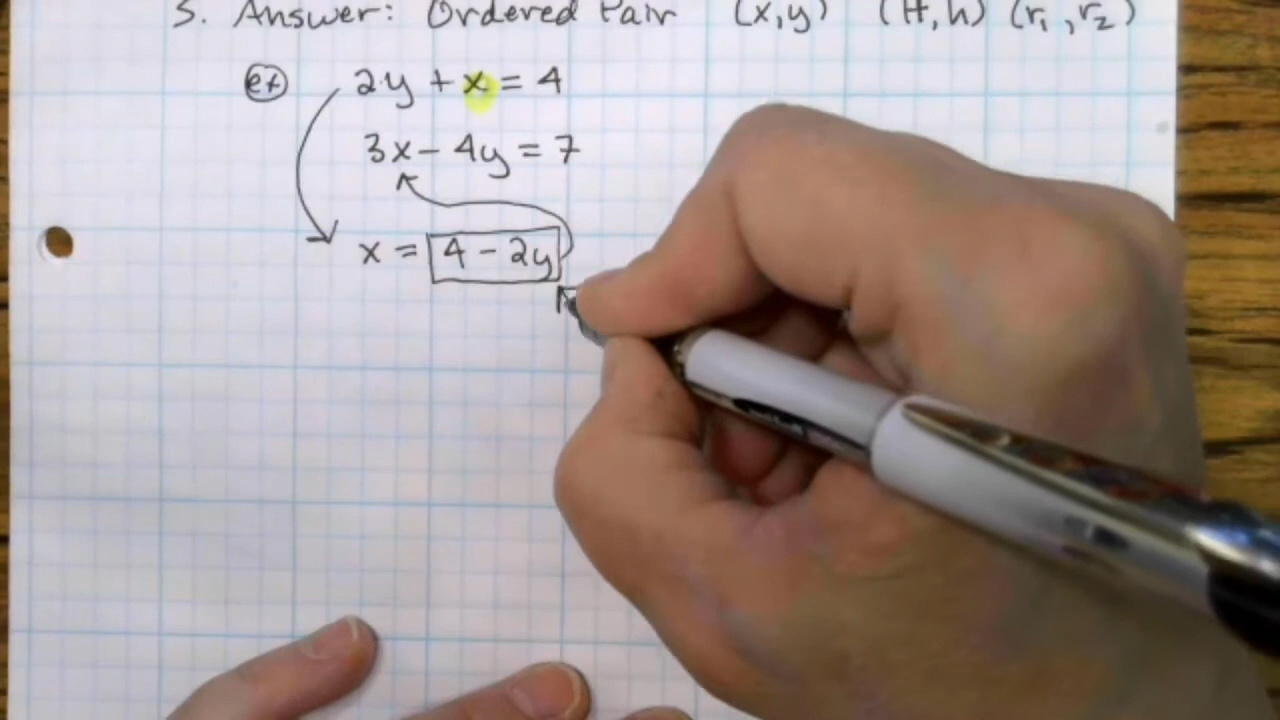 5. Answer: Ordered Pair (x,y) (H,h) (r₁,r₂)
ex 2y + x = 4
3x - 4y = 7
x = 4 - 2y